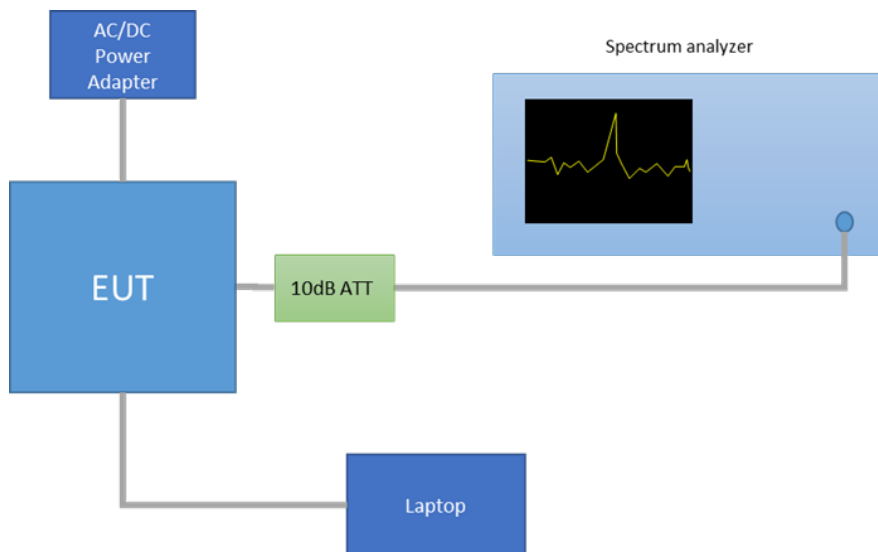 AC/DC
Power
Adapter
Spectrum analyzer
EUT
10dB ATT
Laptop